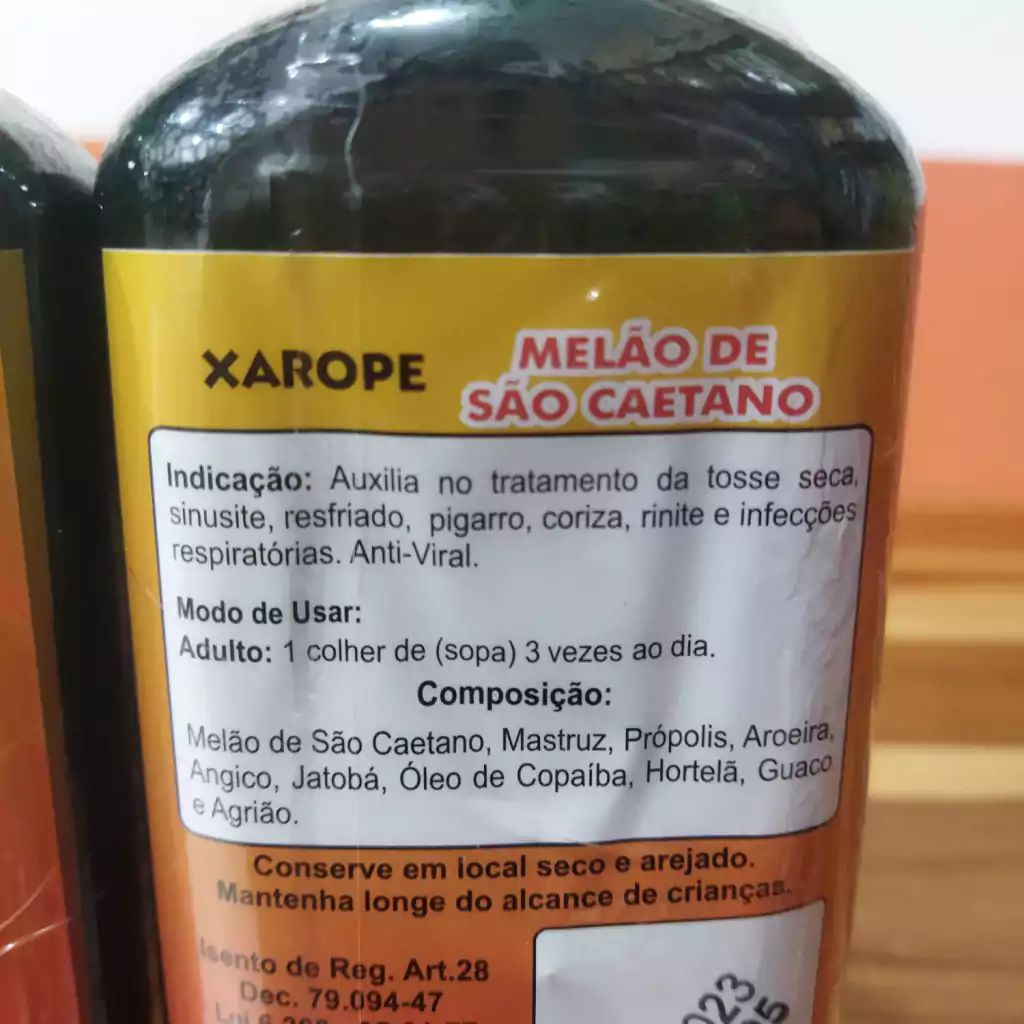 XAROPE
MELÃO DE
SÃO CAETANO
Indicação: Auxilia no tratamento da tosse seca,
sinusite, resfriado, pigarro, coriza, rinite e infecções
respiratórias. Anti-Viral.
Modo de Usar:
Adulto: 1 colher de (sopa) 3 vezes ao dia.
Composição:
Melão de São Caetano, Mastruz, Própolis, Aroeira,
Angico, Jatobá, Óleo de Copaíba, Hortelã, Guaco
e Agrião.
Conserve em local seco e arejado.
Mantenha longe do alcance de crianças.
Isento de Reg. Art.28
Dec. 79.094-47